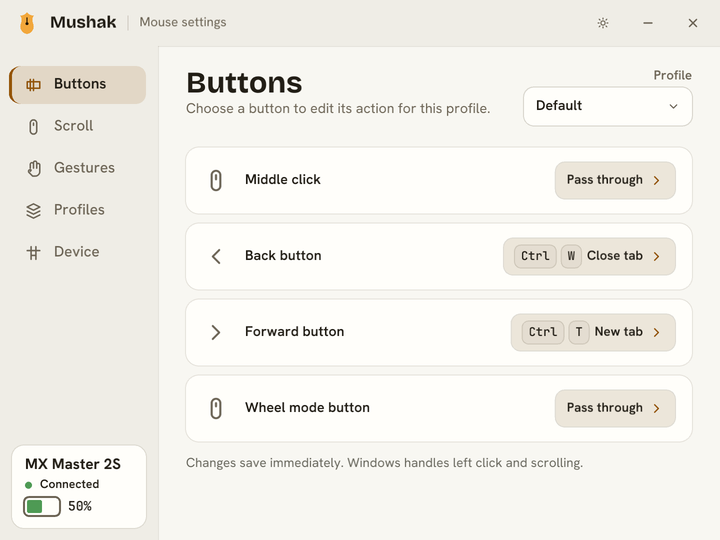 Mushak | Mouse settings
Buttons
Scroll
Gestures
Profiles
Device
MX Master 2S
Connected
50%
Buttons
Choose a button to edit its action for this profile.
Profile
Default
Middle click
Pass through
Back button
Ctrl W Close tab
Forward button
Ctrl T New tab
Wheel mode button
Pass through
Changes save immediately. Windows handles left click and scrolling.